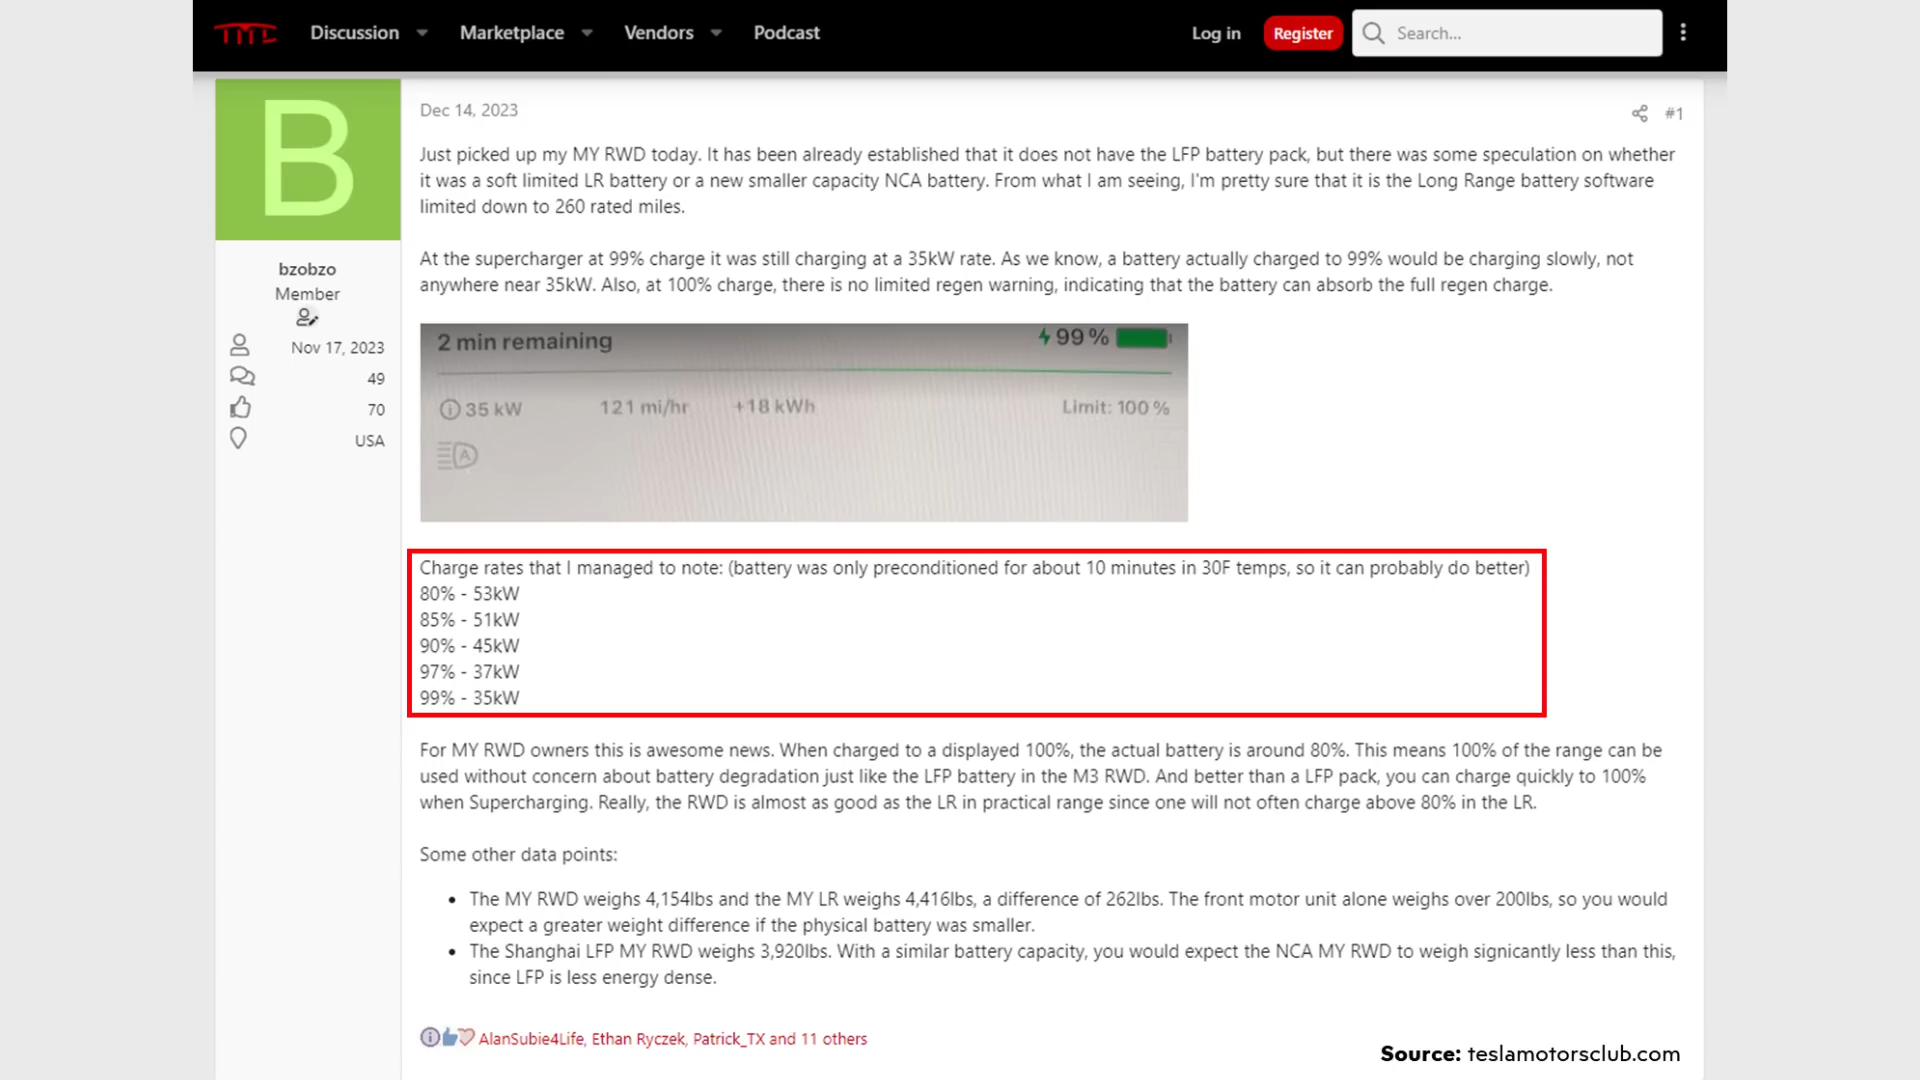 TMC Discussion Marketplace Vendors Podcast Log in Register Search...
B
Dec 14, 2023 #1
Just picked up my MY RWD today. It has been already established that it does not have the LFP battery pack, but there was some speculation on whether
it was a soft limited LR battery or a new smaller capacity NCA battery. From what I am seeing, I'm pretty sure that it is the Long Range battery software
limited down to 260 rated miles.
At the supercharger at 99% charge it was still charging at a 35kW rate. As we know, a battery actually charged to 99% would be charging slowly, not
anywhere near 35kW. Also, at 100% charge, there is no limited regen warning, indicating that the battery can absorb the full regen charge.
bzobzo
Member
Nov 17, 2023
49
70
USA
2 min remaining 99 %
35 kW 121 mi/hr +18 kWh Limit: 100 %
A
Charge rates that I managed to note: (battery was only preconditioned for about 10 minutes in 30F temps, so it can probably do better)
80% - 53kW
85% - 51kW
90% - 45kW
97% - 37kW
99% - 35kW
For MY RWD owners this is awesome news. When charged to a displayed 100%, the actual battery is around 80%. This means 100% of the range can be
used without concern about battery degradation just like the LFP battery in the M3 RWD. And better than a LFP pack, you can charge quickly to 100%
when Supercharging. Really, the RWD is almost as good as the LR in practical range since one will not often charge above 80% in the LR.
Some other data points:
• The MY RWD weighs 4,154lbs and the MY LR weighs 4,416lbs, a difference of 262lbs. The front motor unit alone weighs over 200lbs, so you would
expect a greater weight difference if the physical battery was smaller.
• The Shanghai LFP MY RWD weighs 3,920lbs. With a similar battery capacity, you would expect the NCA MY RWD to weigh signicantly less than this,
since LFP is less energy dense.
AlanSubie4Life, Ethan Ryczek, Patrick_TX and 11 others
Source: teslamotorsclub.com